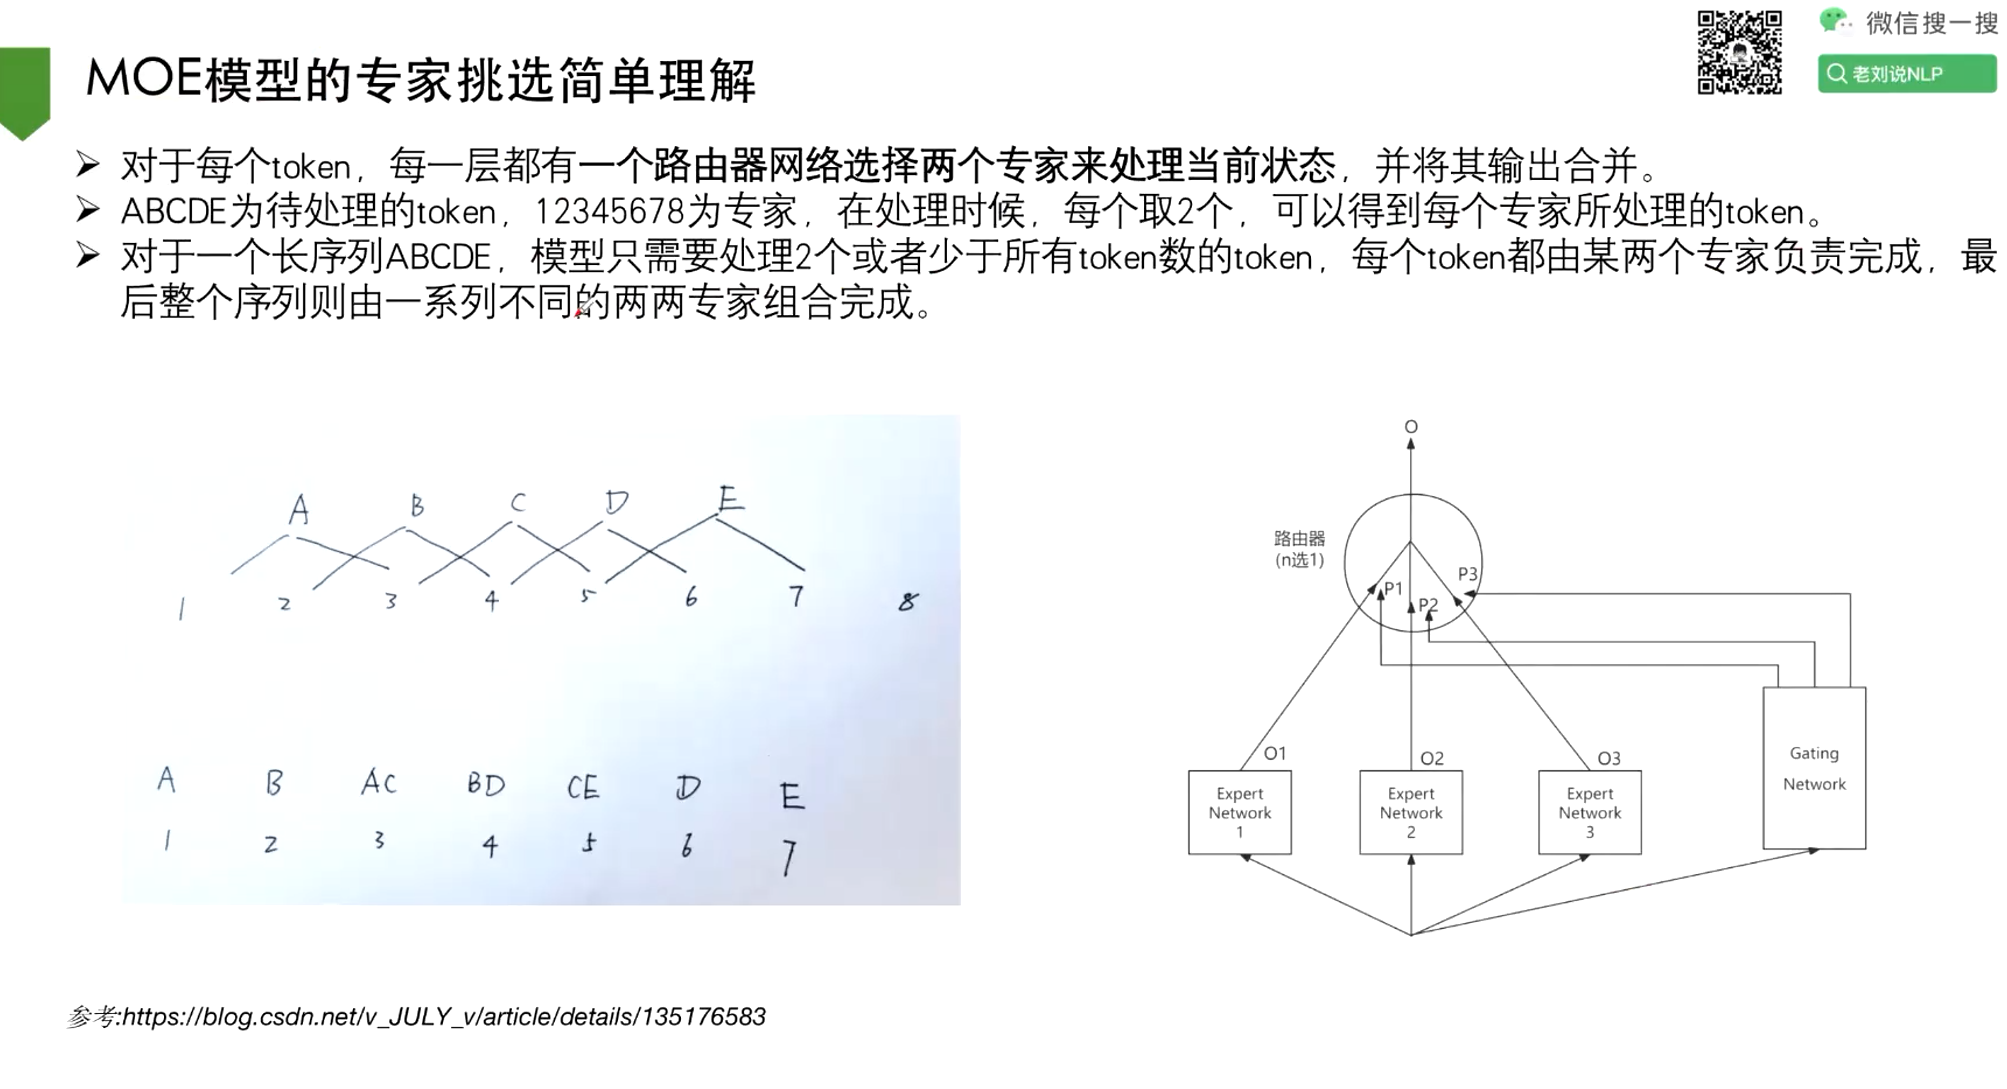 微信搜一搜
老刘说NLP
MOE模型的专家挑选简单理解
对于每个token，每一层都有一个路由器网络选择两个专家来处理当前状态，并将其输出合并。
ABCDE为待处理的token，12345678为专家，在处理时候，每个取2个，可以得到每个专家所处理的token。
对于一个长序列ABCDE，模型只需要处理2个或者少于所有token数的token，每个token都由某两个专家负责完成，最
后整个序列则由一系列不同的两两专家组合完成。
A B C D E
1 2 3 4 5 6 7 8
A B AC BD CE D E
1 2 3 4 5 6 7
O
路由器
(n选1)
P1
P2
P3
O1
O2
O3
Expert
Network
1
Expert
Network
2
Expert
Network
3
Gating
Network
参考:https://blog.csdn.net/v_JULY_v/article/details/135176583